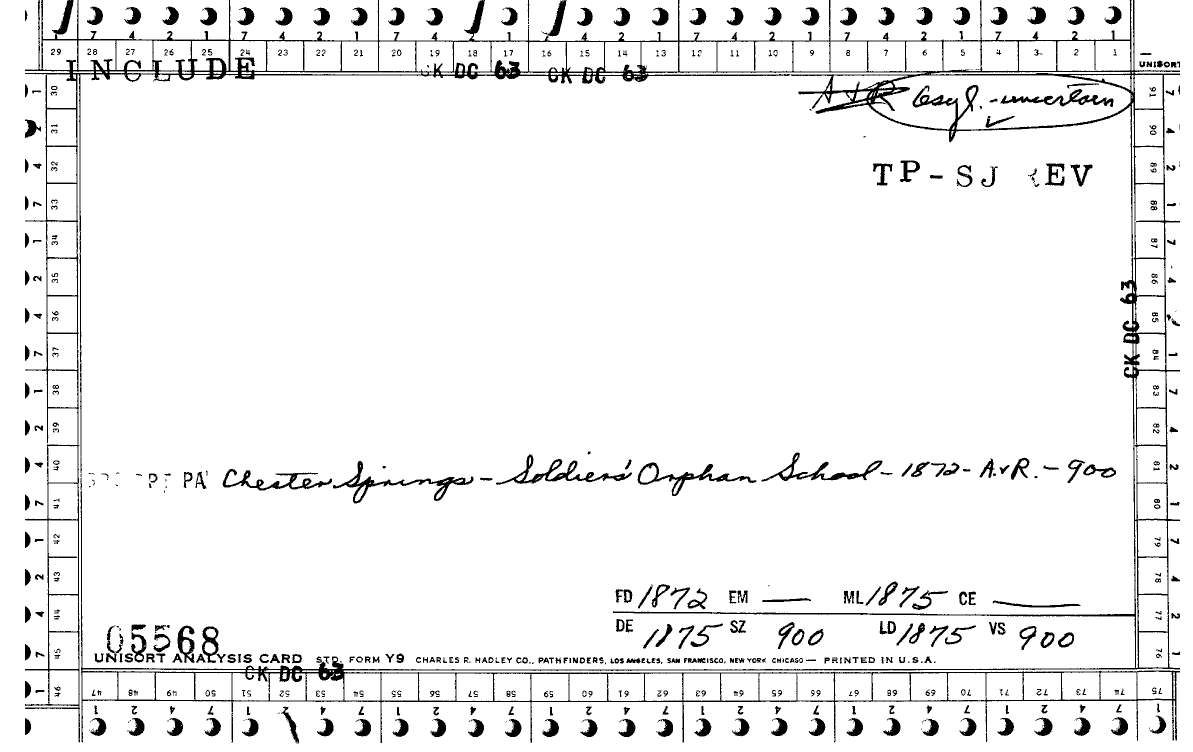 7 4 2 1 7 4 2 1 7 4 2 1 7 4 2 1 7 4 2 1 7 4 2 1 7 4 2 1
29 28 27 26 25 24 23 22 21 20 19 18 17 16 15 14 13 12 11 10 9 8 7 6 5 4 3 2 1
UNISORT
INCLUDE CK DC 63 CK DC 63
A & R Gsyl. - uncertain
TP-SJ REV
CK DC 63
PA Chester Springs - Soldiers' Orphan School - 1872 - A&R. - 900
FD 1872 EM — ML 1875 CE —
DE 1875 SZ 900 LD 1875 VS 900
05568
UNISORT ANALYSIS CARD STD. FORM Y9 CHARLES R. HADLEY CO., PATHFINDERS, LOS ANGELES, SAN FRANCISCO, NEW YORK CHICAGO — PRINTED IN U.S.A.
CK DC 63
46 47 48 49 50 51 52 53 54 55 56 57 58 59 60 61 62 63 64 65 66 67 68 69 70 71 72 73 74 75
1 2 4 7 1 2 4 7 1 2 4 7 1 2 4 7 1 2 4 7 1 2 4 7 1 2 4 7 1
30 31 32 33 34 35 36 37 38 39 40 41 42 43 44 45
91 90 89 88 87 86 85 84 83 82 81 80 79 78 77 76